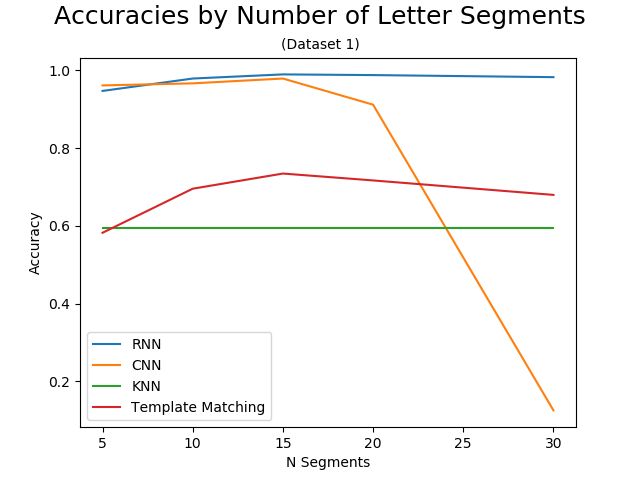 Accuracies by Number of Letter Segments
(Dataset 1)
1.0
0.8
0.6
0.4
0.2
Accuracy
RNN
CNN
KNN
Template Matching
5 10 15 20 25 30
N Segments